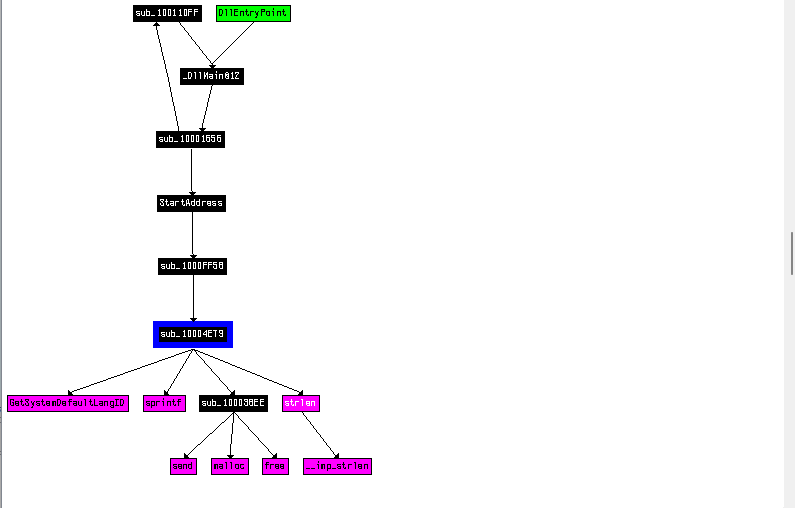 sub_100110FF DllEntryPoint
_DllMain@12
sub_10001656
StartAddress
sub_1000FF58
sub_10004E79
GetSystemDefaultLangID sprintf sub_100038EE strlen
send malloc free __imp_strlen